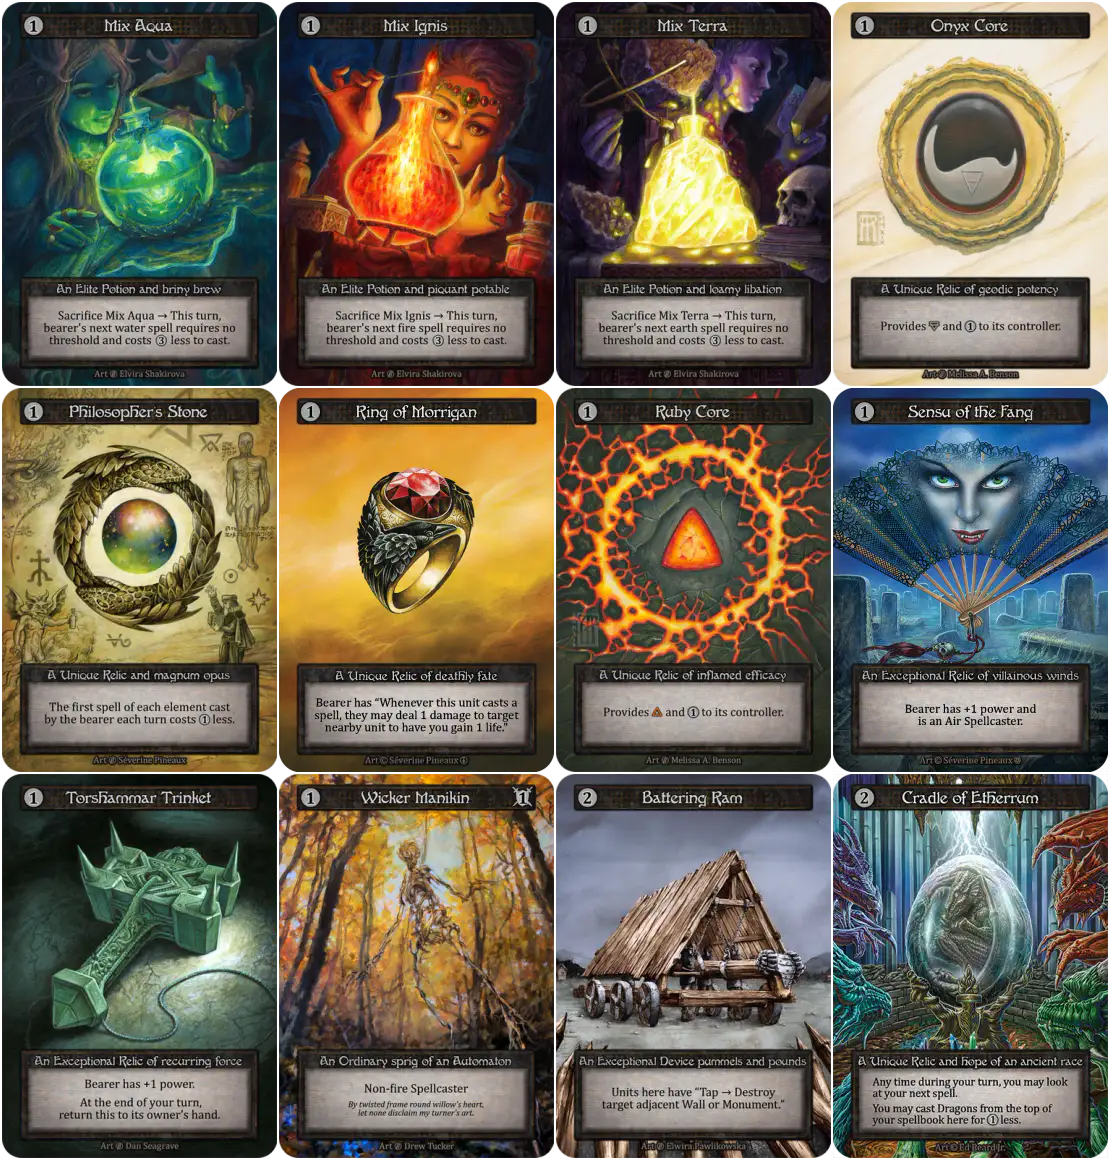 1 Mix Aqua
An Elite Potion and briny brew
Sacrifice Mix Aqua → This turn,
bearer's next water spell requires no
threshold and costs ③ less to cast.
Art Elvira Shakirova
1 Mix Ignis
An Elite Potion and piquant potable
Sacrifice Mix Ignis → This turn,
bearer's next fire spell requires no
threshold and costs ③ less to cast.
Art Elvira Shakirova
1 Mix Terra
An Elite Potion and loamy libation
Sacrifice Mix Terra → This turn,
bearer's next earth spell requires no
threshold and costs ③ less to cast.
Art Elvira Shakirova
1 Onyx Core
A Unique Relic of geodic potency
Provides and ① to its controller.
Art Melissa A. Benson
1 Philosopher's Stone
A Unique Relic and magnum opus
The first spell of each element cast
by the bearer each turn costs ① less.
Art Séverine Pineaux
1 Ring of Morrigan
A Unique Relic of deathly fate
Bearer has "Whenever this unit casts a
spell, they may deal 1 damage to target
nearby unit to have you gain 1 life."
Art © Séverine Pineaux
1 Ruby Core
A Unique Relic of inflamed efficacy
Provides and ① to its controller.
Art Melissa A. Benson
1 Sensu of the Fang
An Exceptional Relic of villainous winds
Bearer has +1 power and
is an Air Spellcaster.
Art © Séverine Pineaux
1 Torshammar Trinket
An Exceptional Relic of recurring force
Bearer has +1 power.
At the end of your turn,
return this to its owner's hand.
Art Dan Seagrave
1 Wicker Manikin 1
An Ordinary sprig of an Automaton
Non-fire Spellcaster
By twisted frame round willow's heart,
let none disclaim my turner's art.
Art Drew Tucker
2 Battering Ram
An Exceptional Device pummels and pounds
Units here have "Tap → Destroy
target adjacent Wall or Monument."
Art Elwira Pawlikowska
2 Cradle of Etherrum
A Unique Relic and hope of an ancient race
Any time during your turn, you may look
at your next spell.
You may cast Dragons from the top of
your spellbook here for ① less.
Art © Ed Beard Jr.